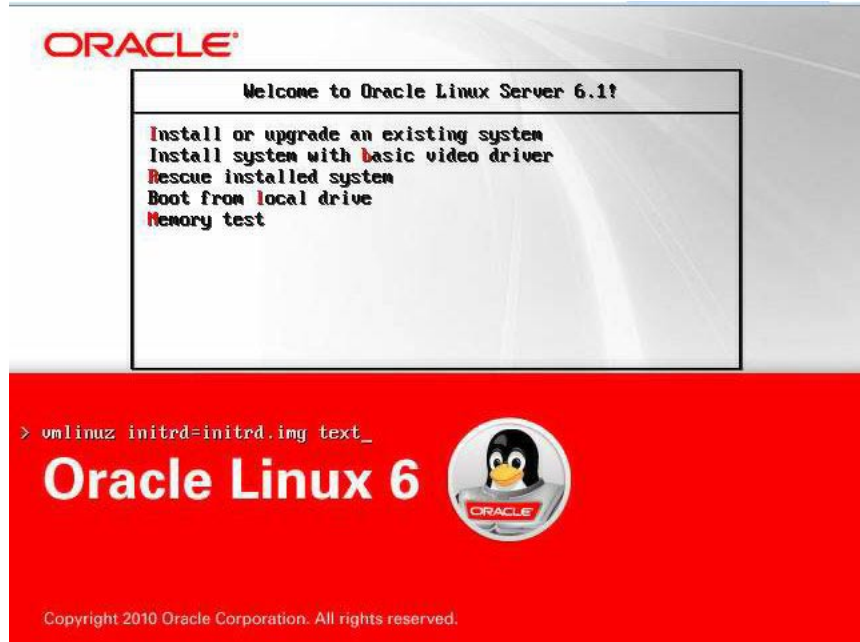 ORACLE®
Welcome to Oracle Linux Server 6.1!
Install or upgrade an existing system
Install system with basic video driver
Rescue installed system
Boot from local drive
Memory test
> vmlinuz initrd=initrd.img text_
Oracle Linux 6
ORACLE
Copyright 2010 Oracle Corporation. All rights reserved.